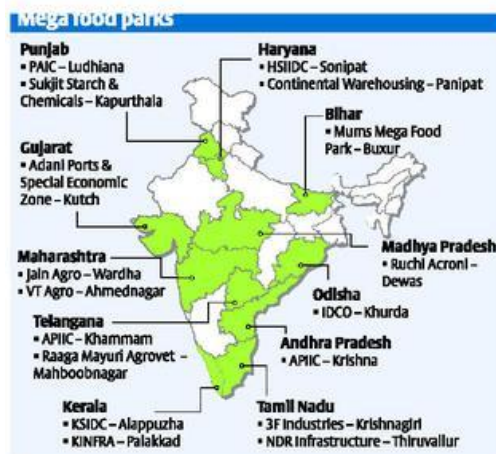 Mega food parks
Punjab
▪ PAIC – Ludhiana
▪ Sukjit Starch &
Chemicals – Kapurthala
Haryana
▪ HSIIDC – Sonipat
▪ Continental Warehousing – Panipat
Bihar
▪ Mums Mega Food
Park – Buxur
Gujarat
▪ Adani Ports &
Special Economic
Zone – Kutch
Madhya Pradesh
▪ Ruchi Acroni –
Dewas
Maharashtra
▪ Jain Agro – Wardha
▪ VT Agro – Ahmednagar
Odisha
▪ IDCO – Khurda
Telangana
▪ APIIC – Khammam
▪ Raaga Mayuri Agrovet –
Mahboobnagar
Andhra Pradesh
▪ APIIC – Krishna
Kerala
▪ KSIDC – Alappuzha
▪ KINFRA – Palakkad
Tamil Nadu
▪ 3F Industries – Krishnagiri
▪ NDR Infrastructure – Thiruvallur